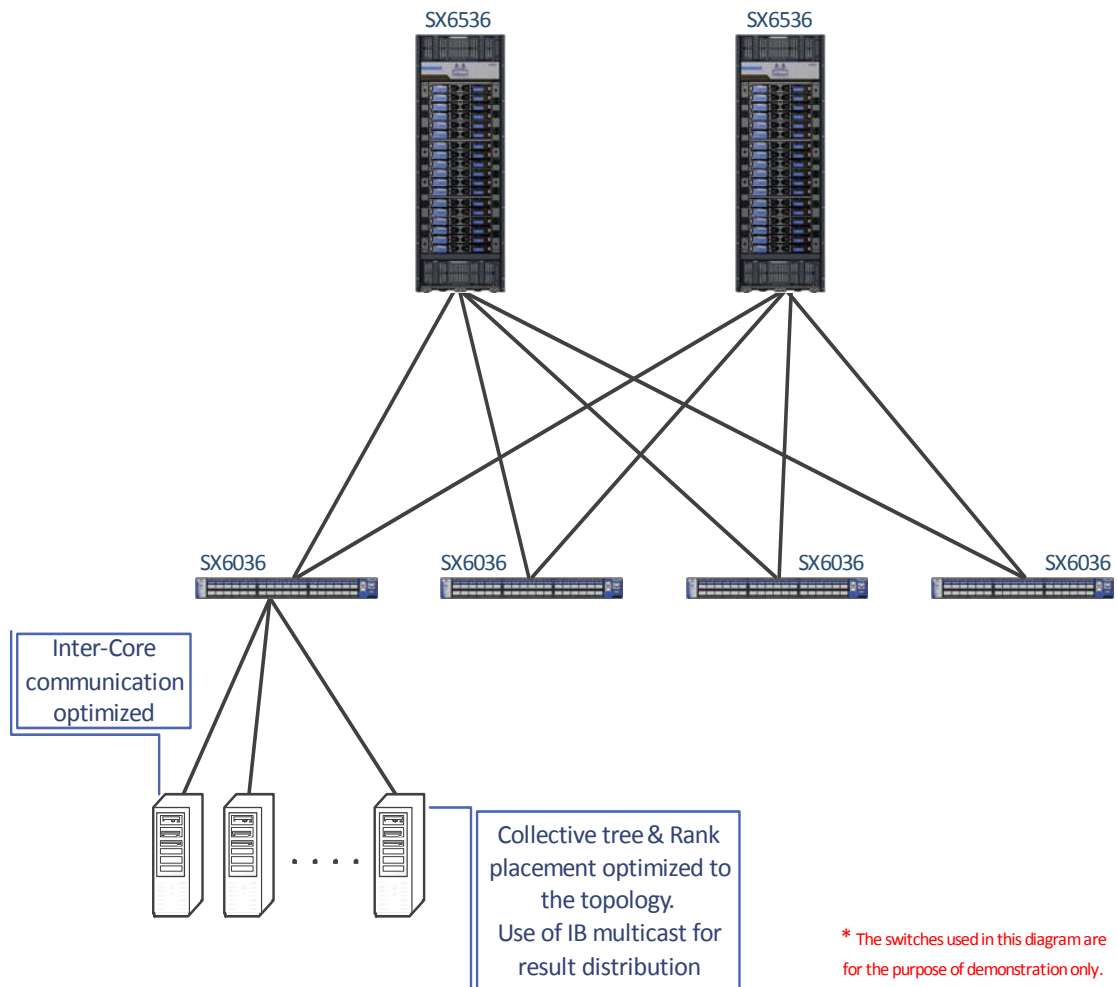 SX6536
SX6536
SX6036
SX6036
SX6036
SX6036
Inter-Core
communication
optimized
Collective tree & Rank
placement optimized to
the topology.
Use of IB multicast for
result distribution
* The switches used in this diagram are
for the purpose of demonstration only.